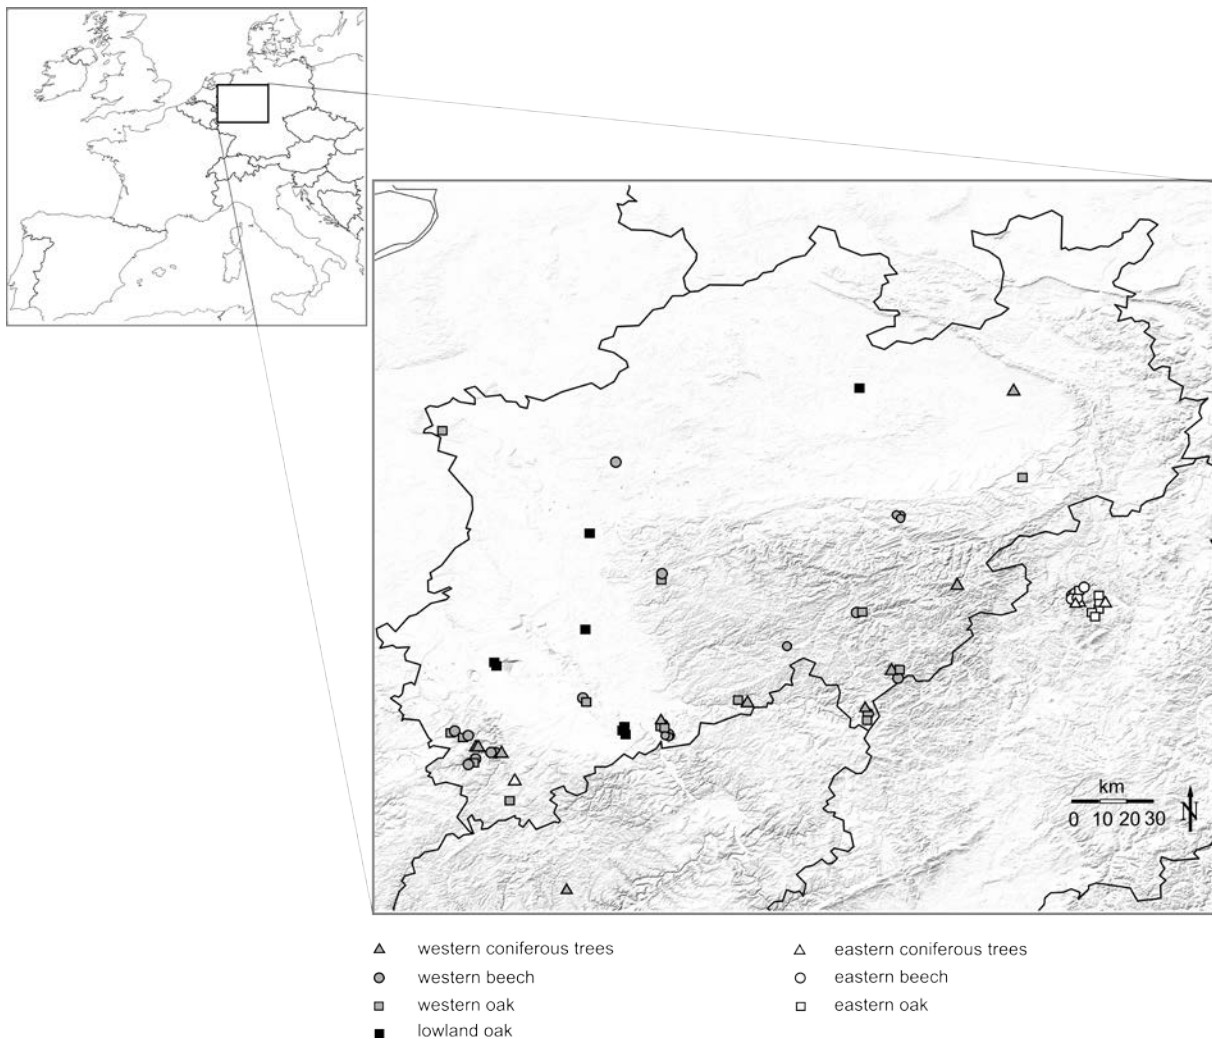 km
0 10 20 30
N
western coniferous trees
western beech
western oak
lowland oak
eastern coniferous trees
eastern beech
eastern oak